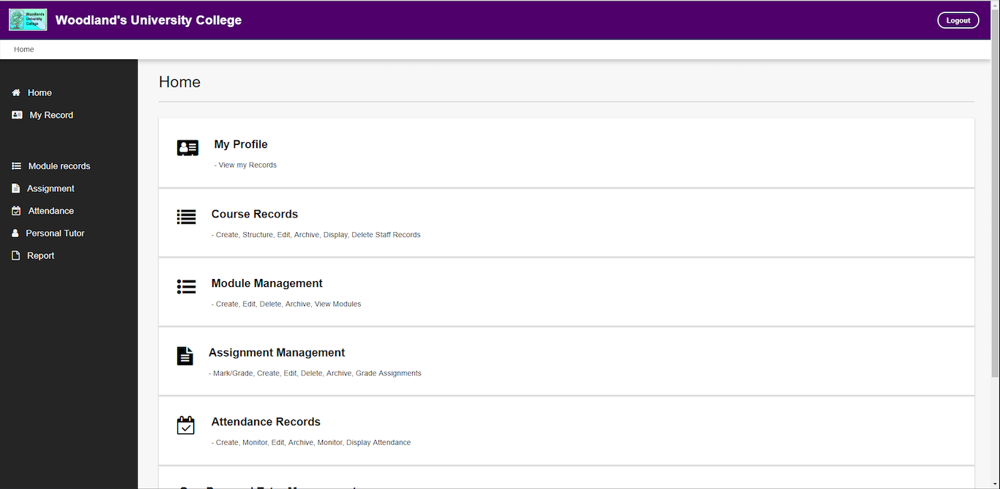 Woodlands
University
College
Woodland's University College
Logout
Home
Home
My Record
Module records
Assignment
Attendance
Personal Tutor
Report
Home
My Profile
- View my Records
Course Records
- Create, Structure, Edit, Archive, Display, Delete Staff Records
Module Management
- Create, Edit, Delete, Archive, View Modules
Assignment Management
- Mark/Grade, Create, Edit, Delete, Archive, Grade Assignments
Attendance Records
- Create, Monitor, Edit, Archive, Monitor, Display Attendance
Personal Tutor Management